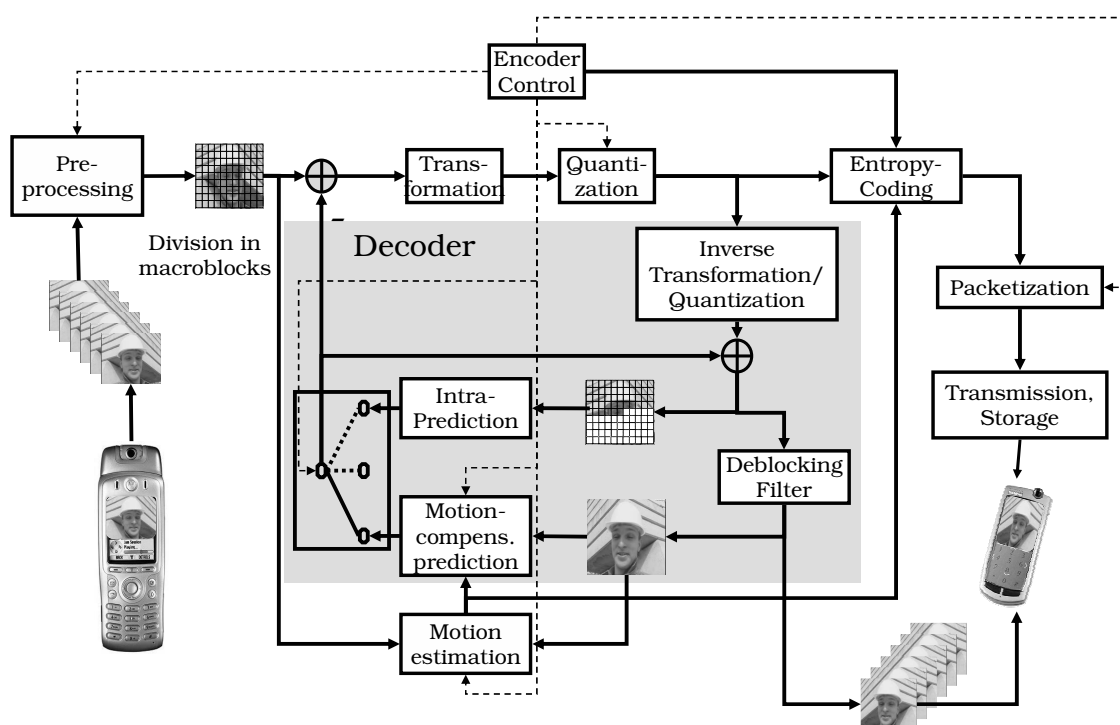 Encoder
Control
Pre-
processing
Trans-
formation
Quanti-
zation
Entropy-
Coding
Division in
macroblocks
Decoder
Inverse
Transformation/
Quantization
Packetization
Intra-
Prediction
Transmission,
Storage
Deblocking
Filter
Motion-
compens.
prediction
Motion
estimation